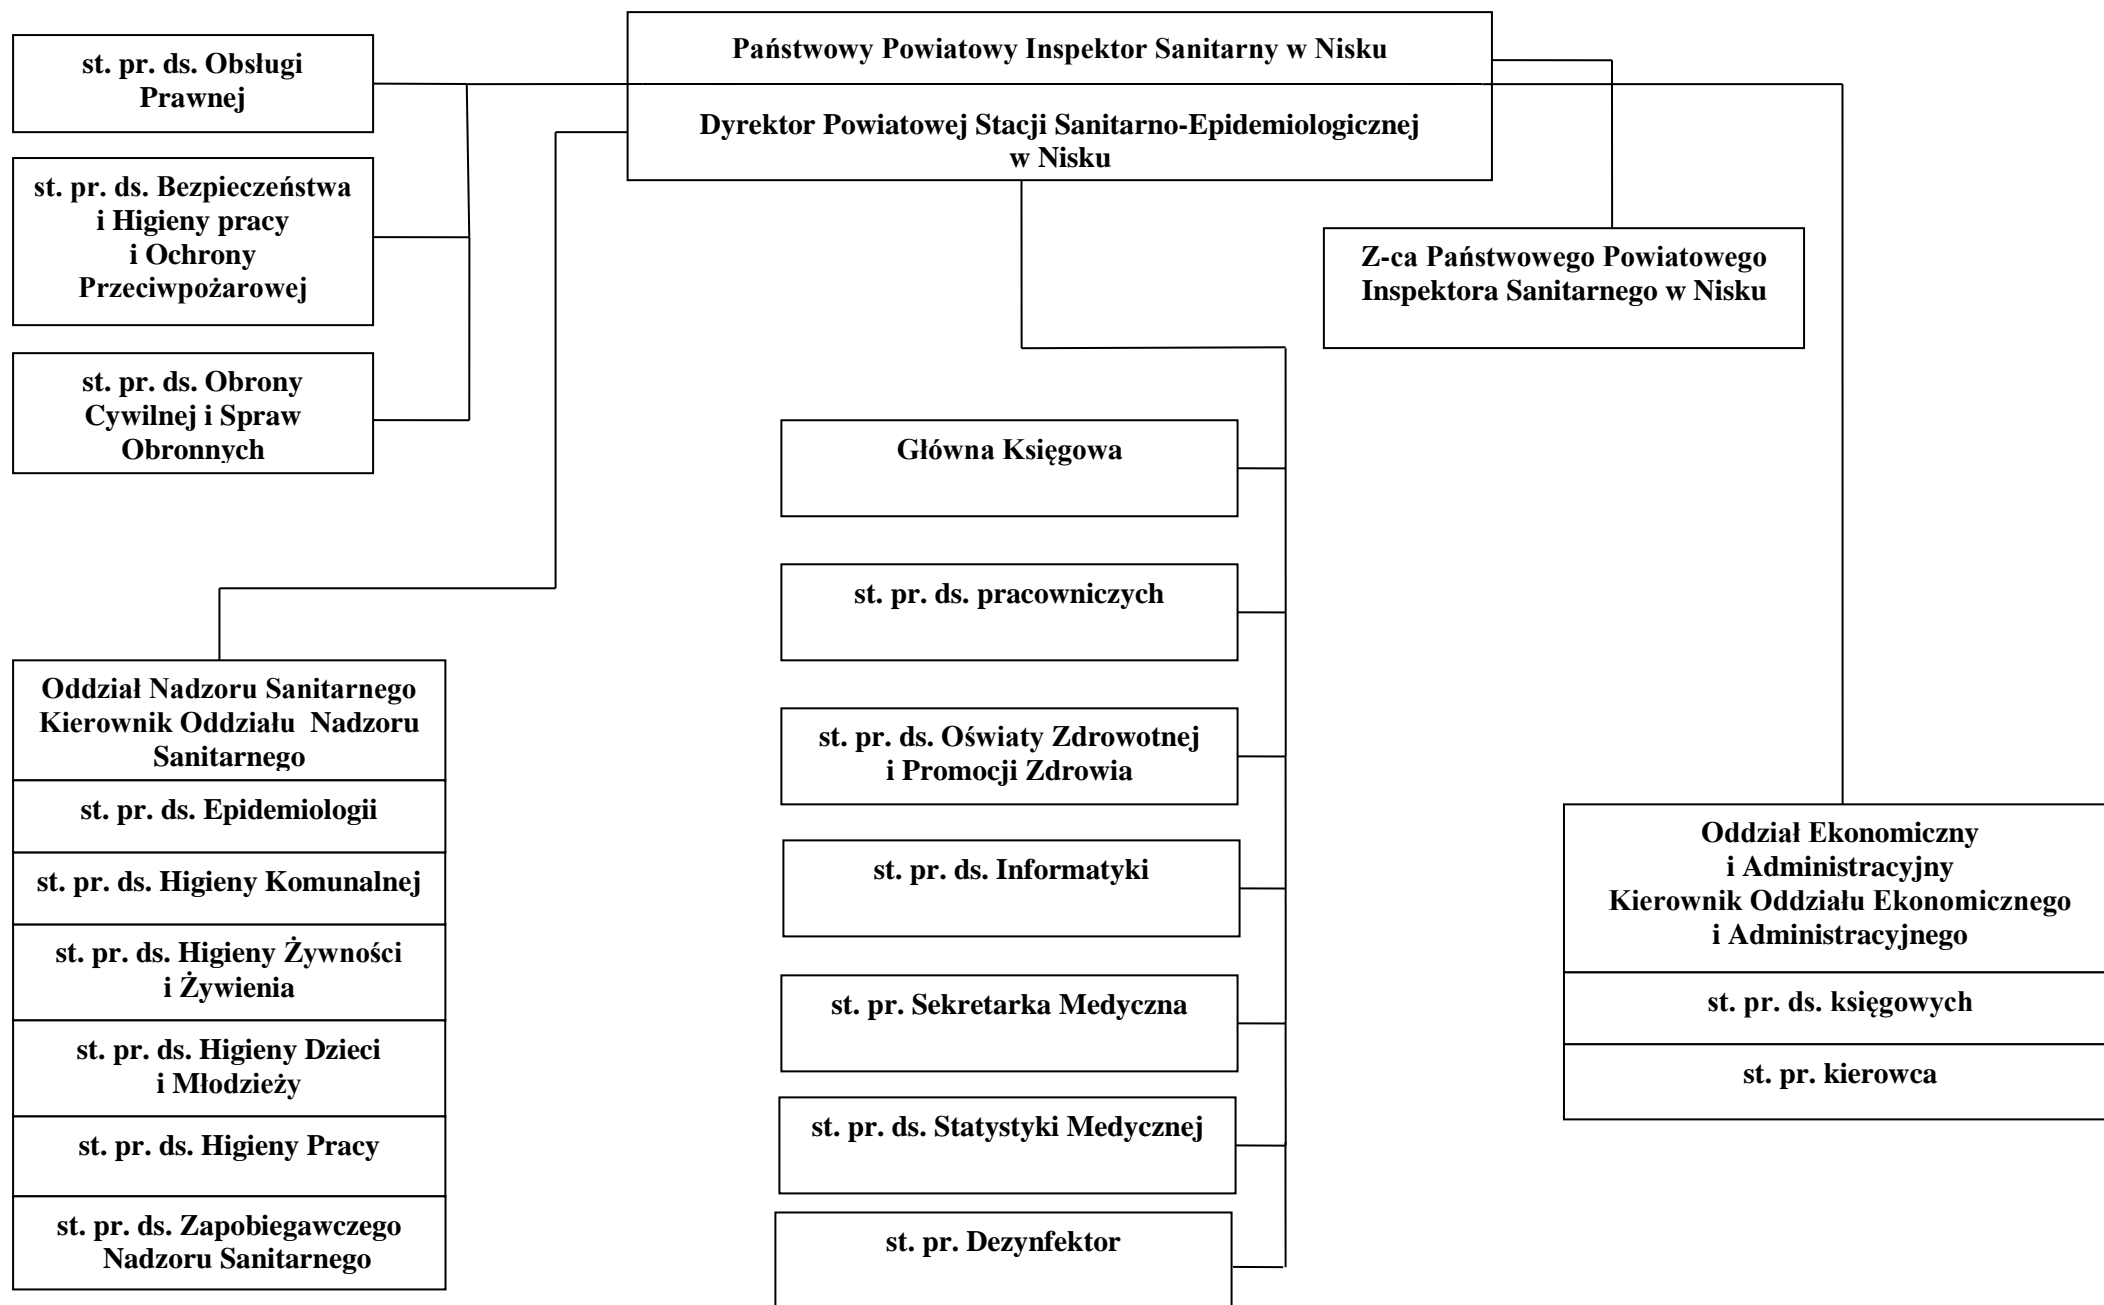 Państwowy Powiatowy Inspektor Sanitarny w Nisku
Dyrektor Powiatowej Stacji Sanitarno-Epidemiologicznej
w Nisku
st. pr. ds. Obsługi
Prawnej
st. pr. ds. Bezpieczeństwa
i Higieny pracy
i Ochrony
Przeciwpożarowej
st. pr. ds. Obrony
Cywilnej i Spraw
Obronnych
Z-ca Państwowego Powiatowego
Inspektora Sanitarnego w Nisku
Oddział Nadzoru Sanitarnego
Kierownik Oddziału Nadzoru
Sanitarnego
st. pr. ds. Epidemiologii
st. pr. ds. Higieny Komunalnej
st. pr. ds. Higieny Żywności
i Żywienia
st. pr. ds. Higieny Dzieci
i Młodzieży
st. pr. ds. Higieny Pracy
st. pr. ds. Zapobiegawczego
Nadzoru Sanitarnego
Główna Księgowa
st. pr. ds. pracowniczych
st. pr. ds. Oświaty Zdrowotnej
i Promocji Zdrowia
st. pr. ds. Informatyki
st. pr. Sekretarka Medyczna
st. pr. ds. Statystyki Medycznej
st. pr. Dezynfektor
Oddział Ekonomiczny
i Administracyjny
Kierownik Oddziału Ekonomicznego
i Administracyjnego
st. pr. ds. księgowych
st. pr. kierowca